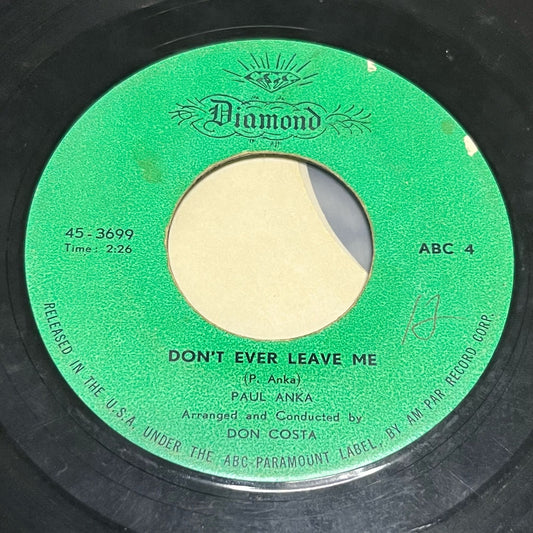 Diamond
45-3699
Time: 2:26
ABC 4
DON'T EVER LEAVE ME
(P. Anka)
PAUL ANKA
Arranged and Conducted by
DON COSTA
RELEASED IN THE U.S.A. UNDER THE ABC-PARAMOUNT LABEL, BY AM-PAR RECORD CORP.